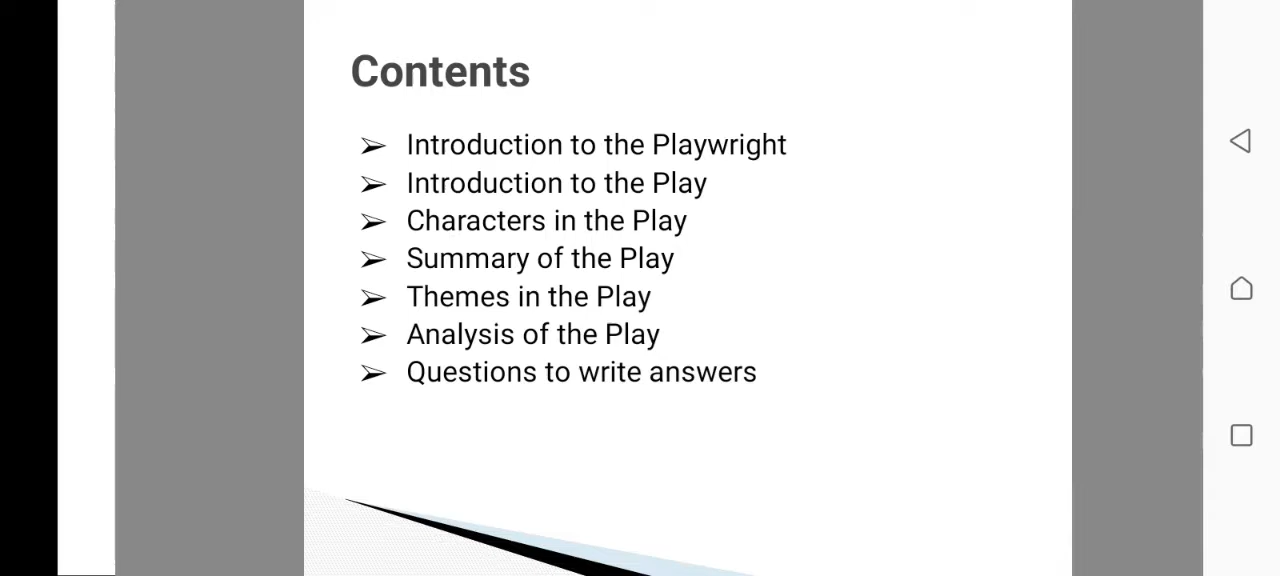 Contents
➢ Introduction to the Playwright
➢ Introduction to the Play
➢ Characters in the Play
➢ Summary of the Play
➢ Themes in the Play
➢ Analysis of the Play
➢ Questions to write answers